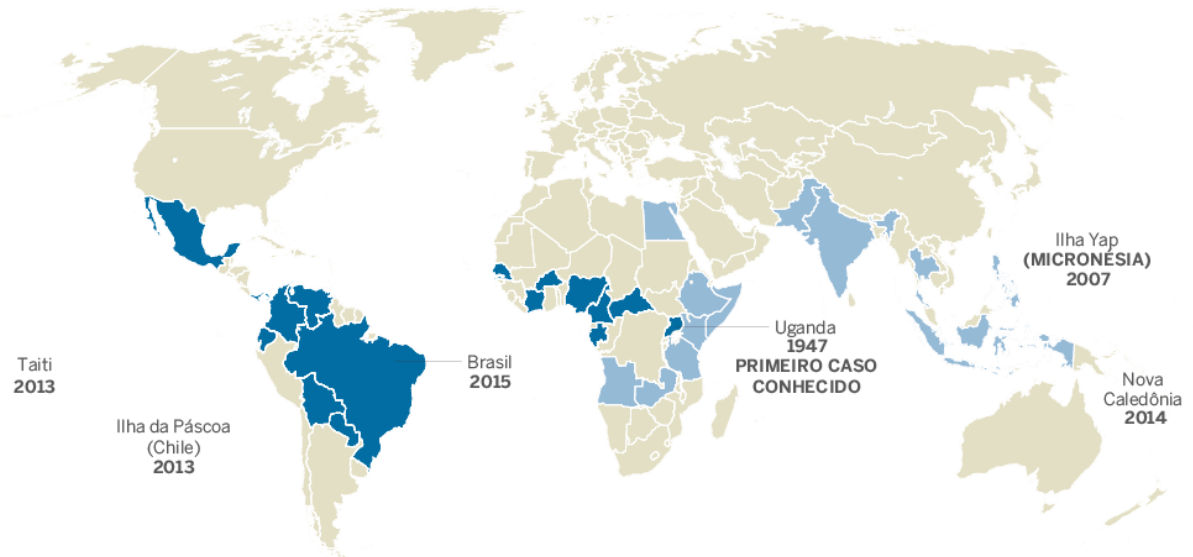 Taiti
2013
Ilha da Páscoa
(Chile)
2013
Brasil
2015
Uganda
1947
PRIMEIRO CASO
CONHECIDO
Ilha Yap
(MICRONÉSIA)
2007
Nova
Caledônia
2014